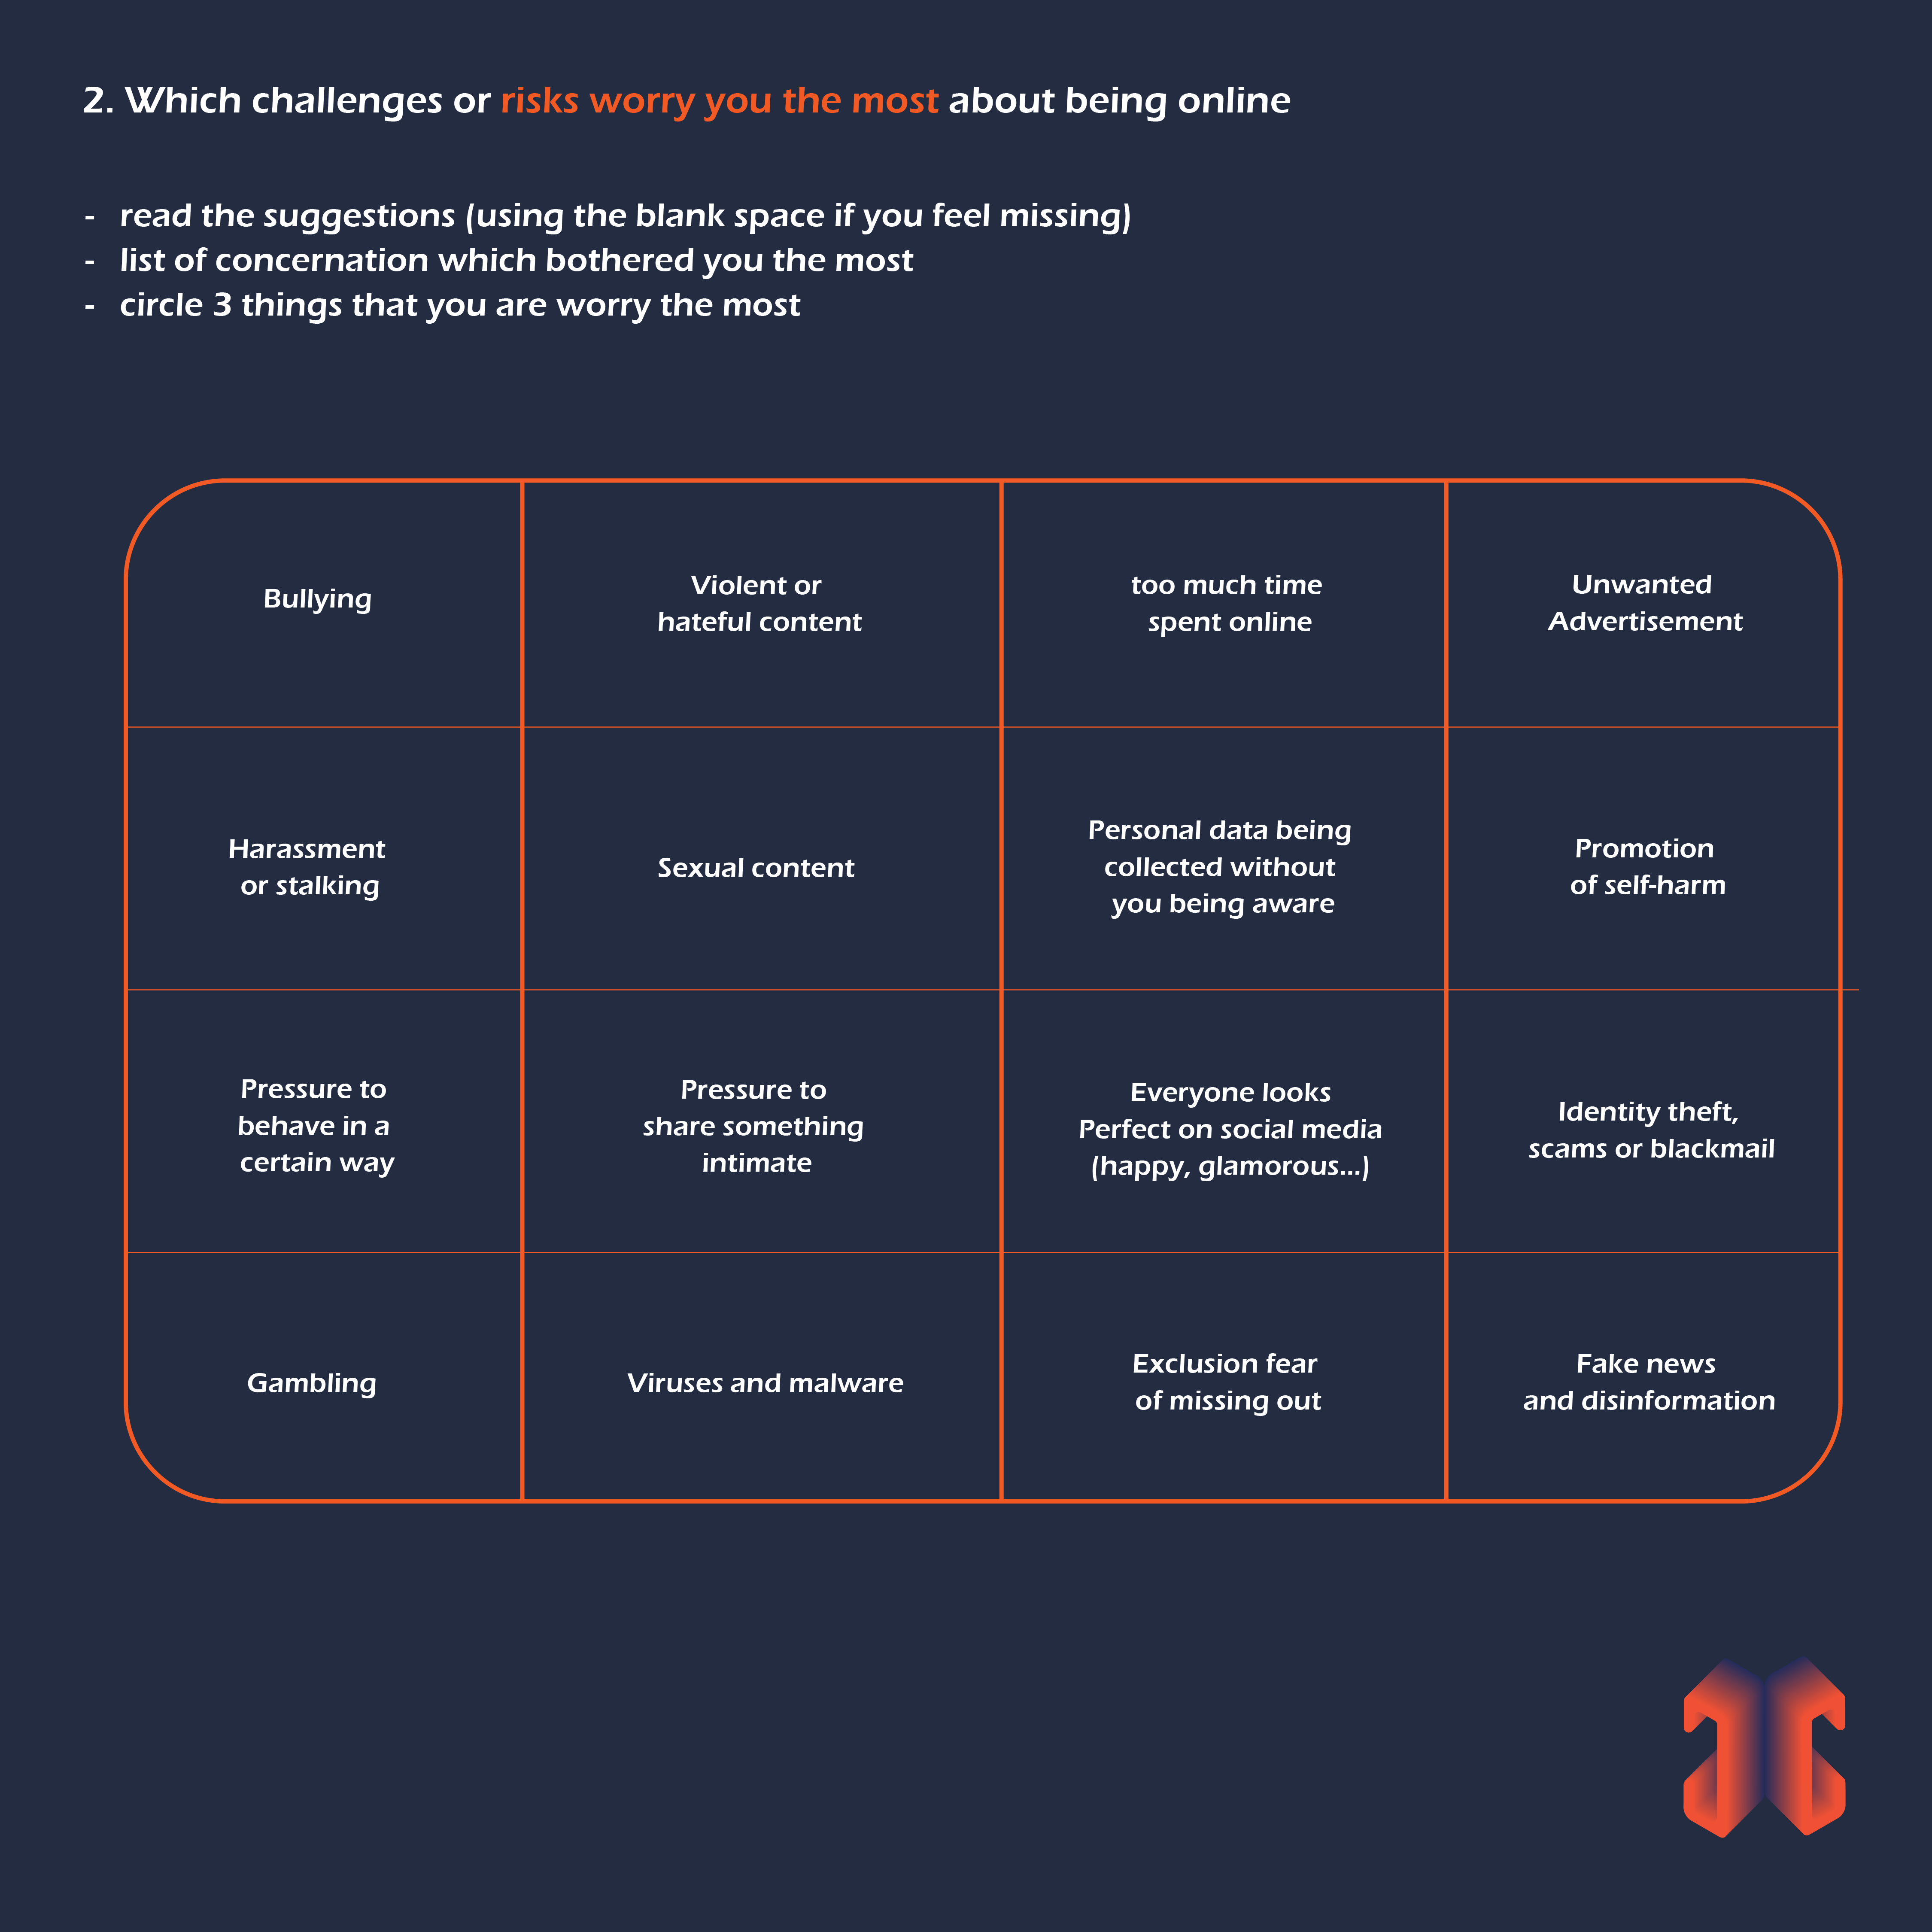 2. Which challenges or risks worry you the most about being online
- read the suggestions (using the blank space if you feel missing)
- list of concernation which bothered you the most
- circle 3 things that you are worry the most
Bullying
Violent or
hateful content
too much time
spent online
Unwanted
Advertisement
Harassment
or stalking
Sexual content
Personal data being
collected without
you being aware
Promotion
of self-harm
Pressure to
behave in a
certain way
Pressure to
share something
intimate
Everyone looks
Perfect on social media
(happy, glamorous...)
Identity theft,
scams or blackmail
Gambling
Viruses and malware
Exclusion fear
of missing out
Fake news
and disinformation